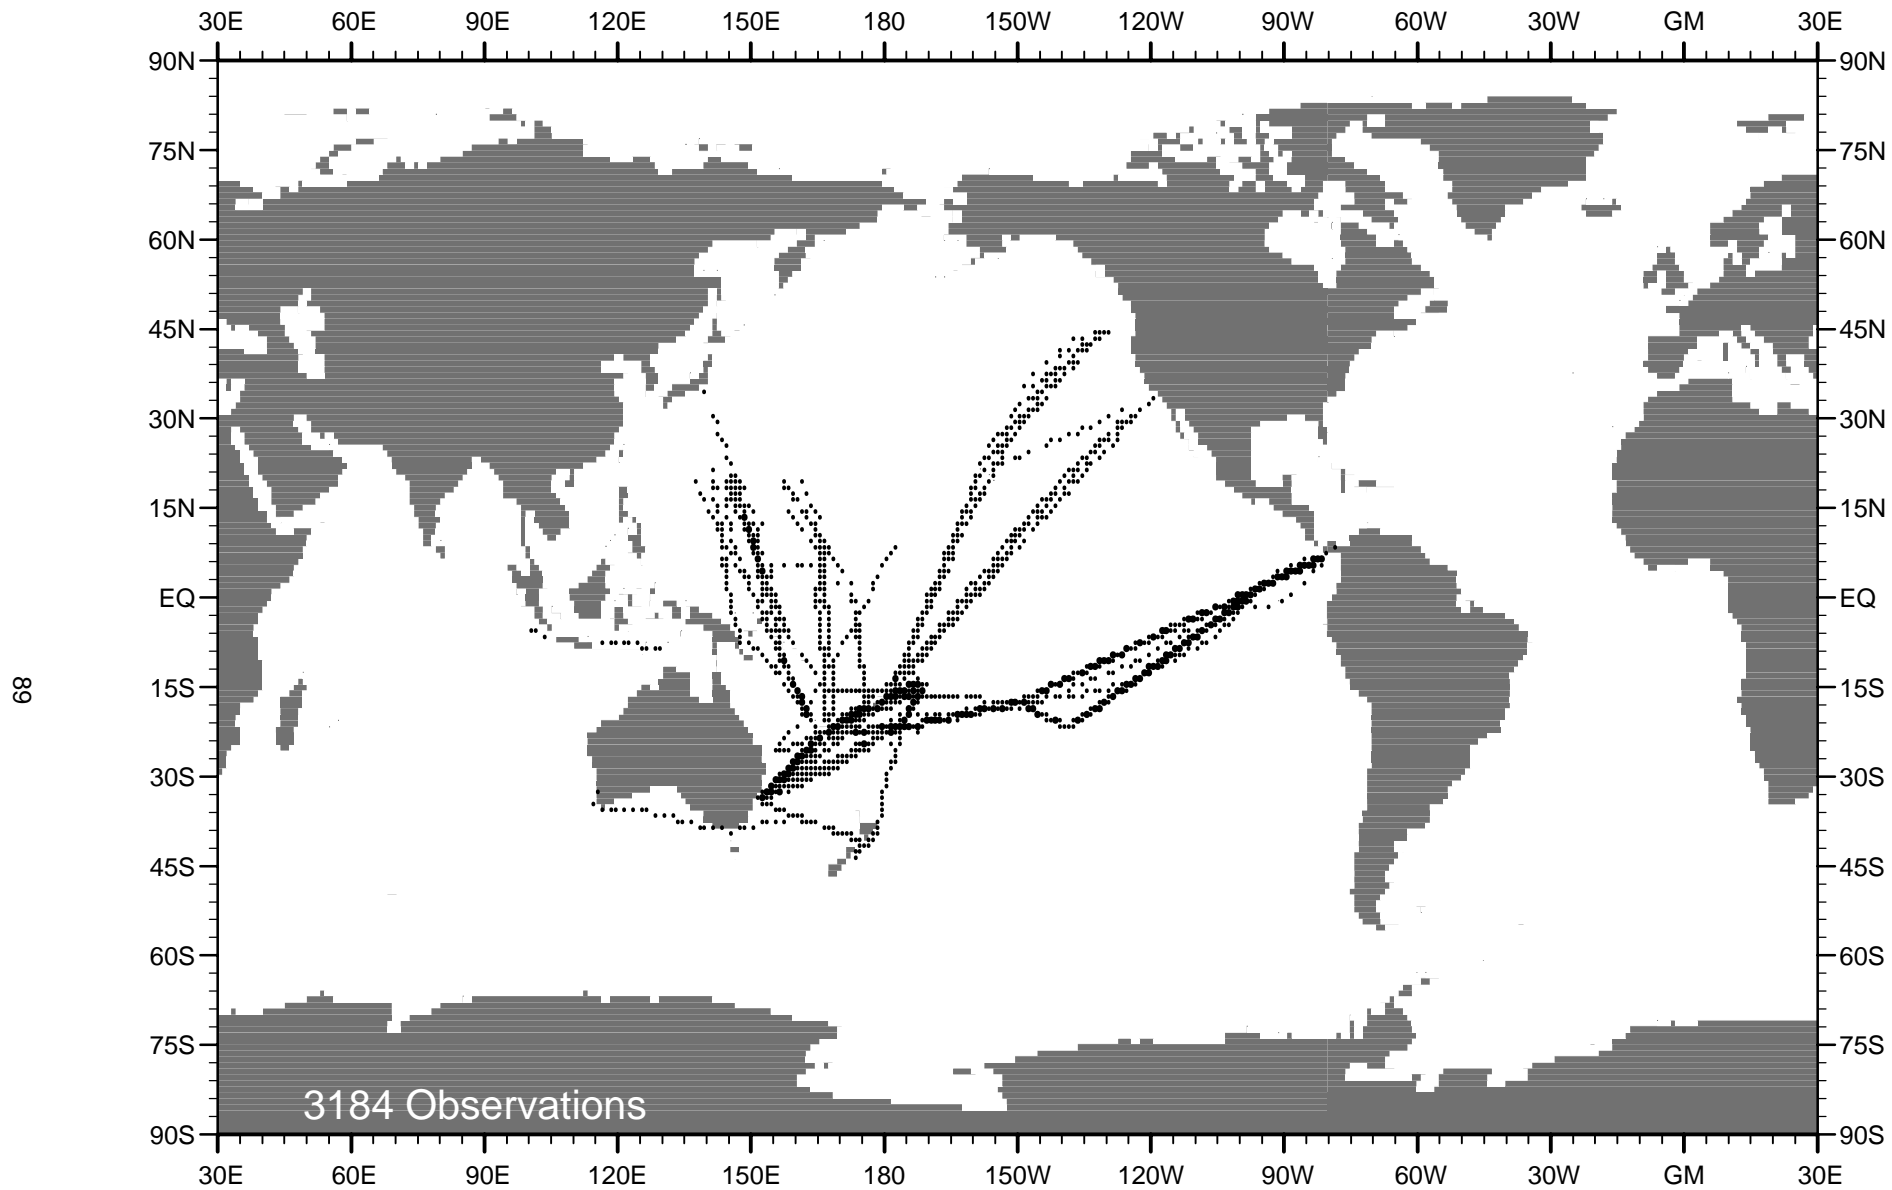 30E 60E 90E 120E 150E 180 150W 120W 90W 60W 30W GM 30E
90N 90N
75N 75N
60N 60N
45N 45N
30N 30N
15N 15N
EQ EQ
15S 15S
89
30S 30S
45S 45S
60S 60S
75S 75S
3184 Observations
90S 90S
30E 60E 90E 120E 150E 180 150W 120W 90W 60W 30W GM 30E